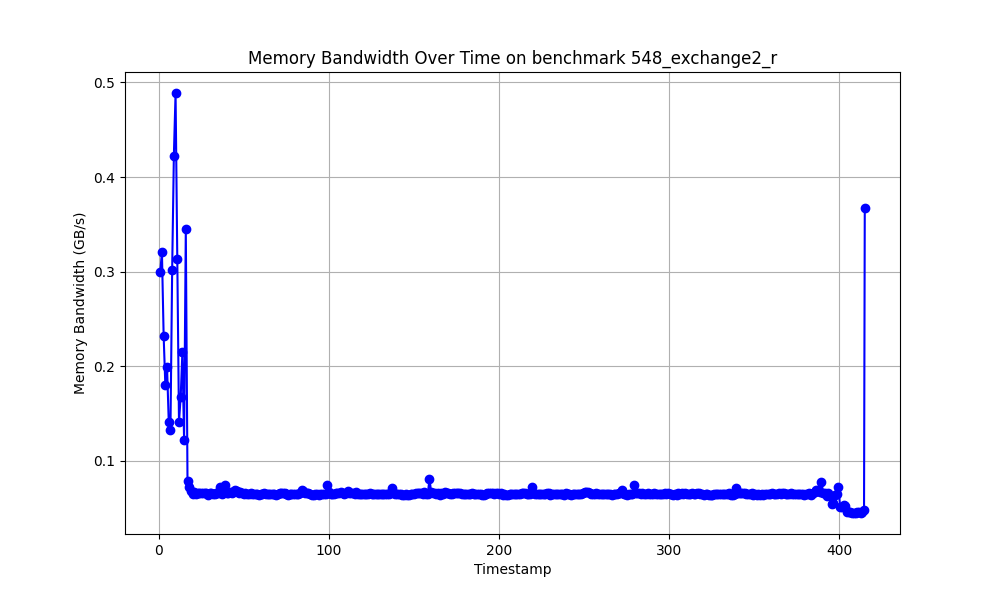 Memory Bandwidth Over Time on benchmark 548_exchange2_r
0.5
0.4
0.3
0.2
0.1
Memory Bandwidth (GB/s)
0 100 200 300 400
Timestamp